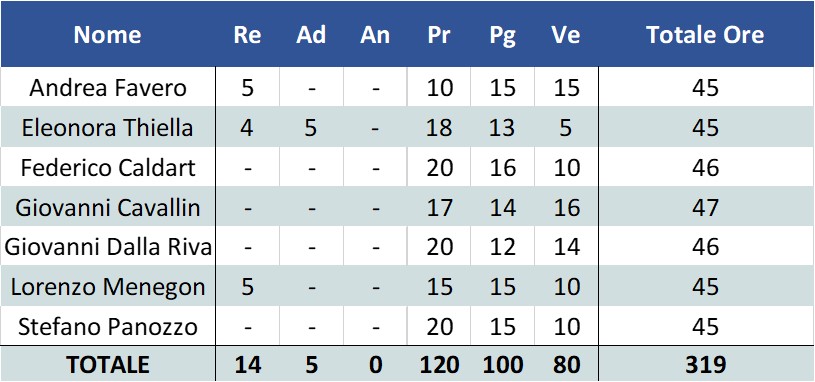 Nome Re Ad An Pr Pg Ve Totale Ore
Andrea Favero 5 - - 10 15 15 45
Eleonora Thiella 4 5 - 18 13 5 45
Federico Caldart - - - 20 16 10 46
Giovanni Cavallin - - - 17 14 16 47
Giovanni Dalla Riva - - - 20 12 14 46
Lorenzo Menegon 5 - - 15 15 10 45
Stefano Panozzo - - - 20 15 10 45
TOTALE 14 5 0 120 100 80 319